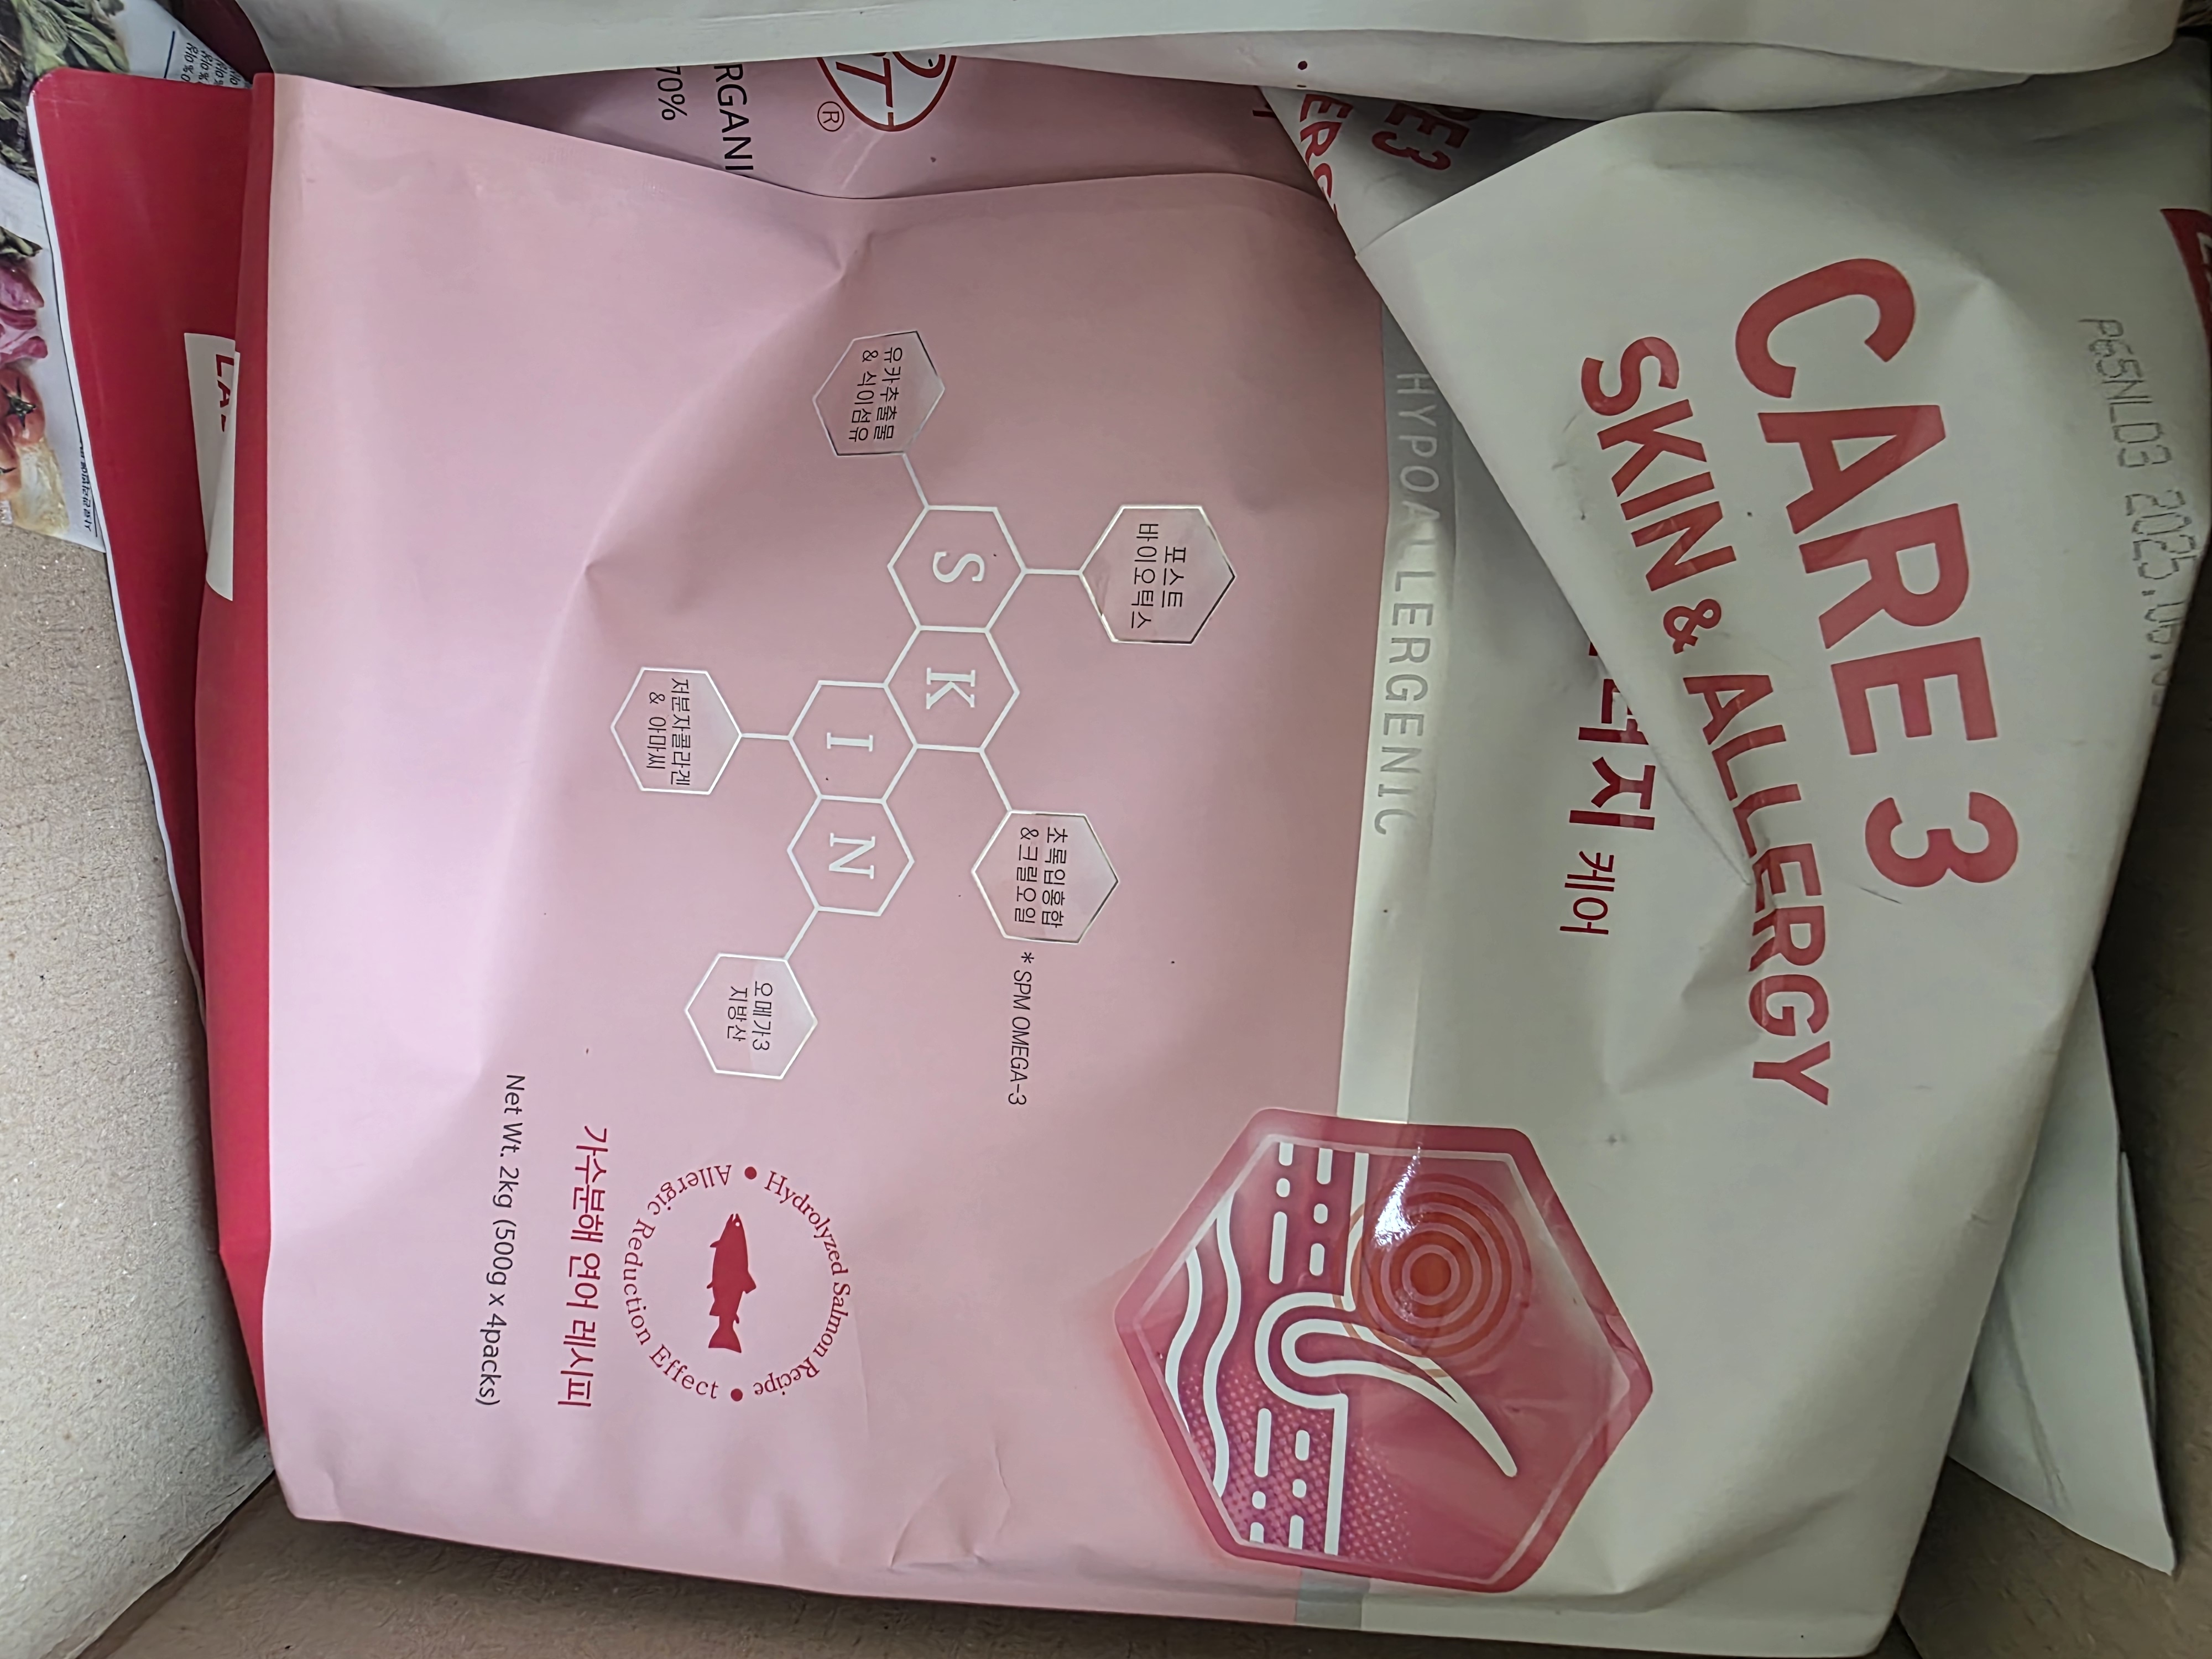 CARE 3
SKIN & ALLERGY
케어
HYPOALLERGENIC
포스트
바이오틱스
유카추출물
& 식이섬유
S
K
I
N
초록입홍합
&크릴오일
* SPM OMEGA-3
저분자콜라겐
& 아마씨
오메가3
지방산
Hydrolyzed Salmon Recipe
Allergic Reduction Effect
가수분해 연어 레시피
Net Wt. 2kg (500g x 4packs)
®
70%